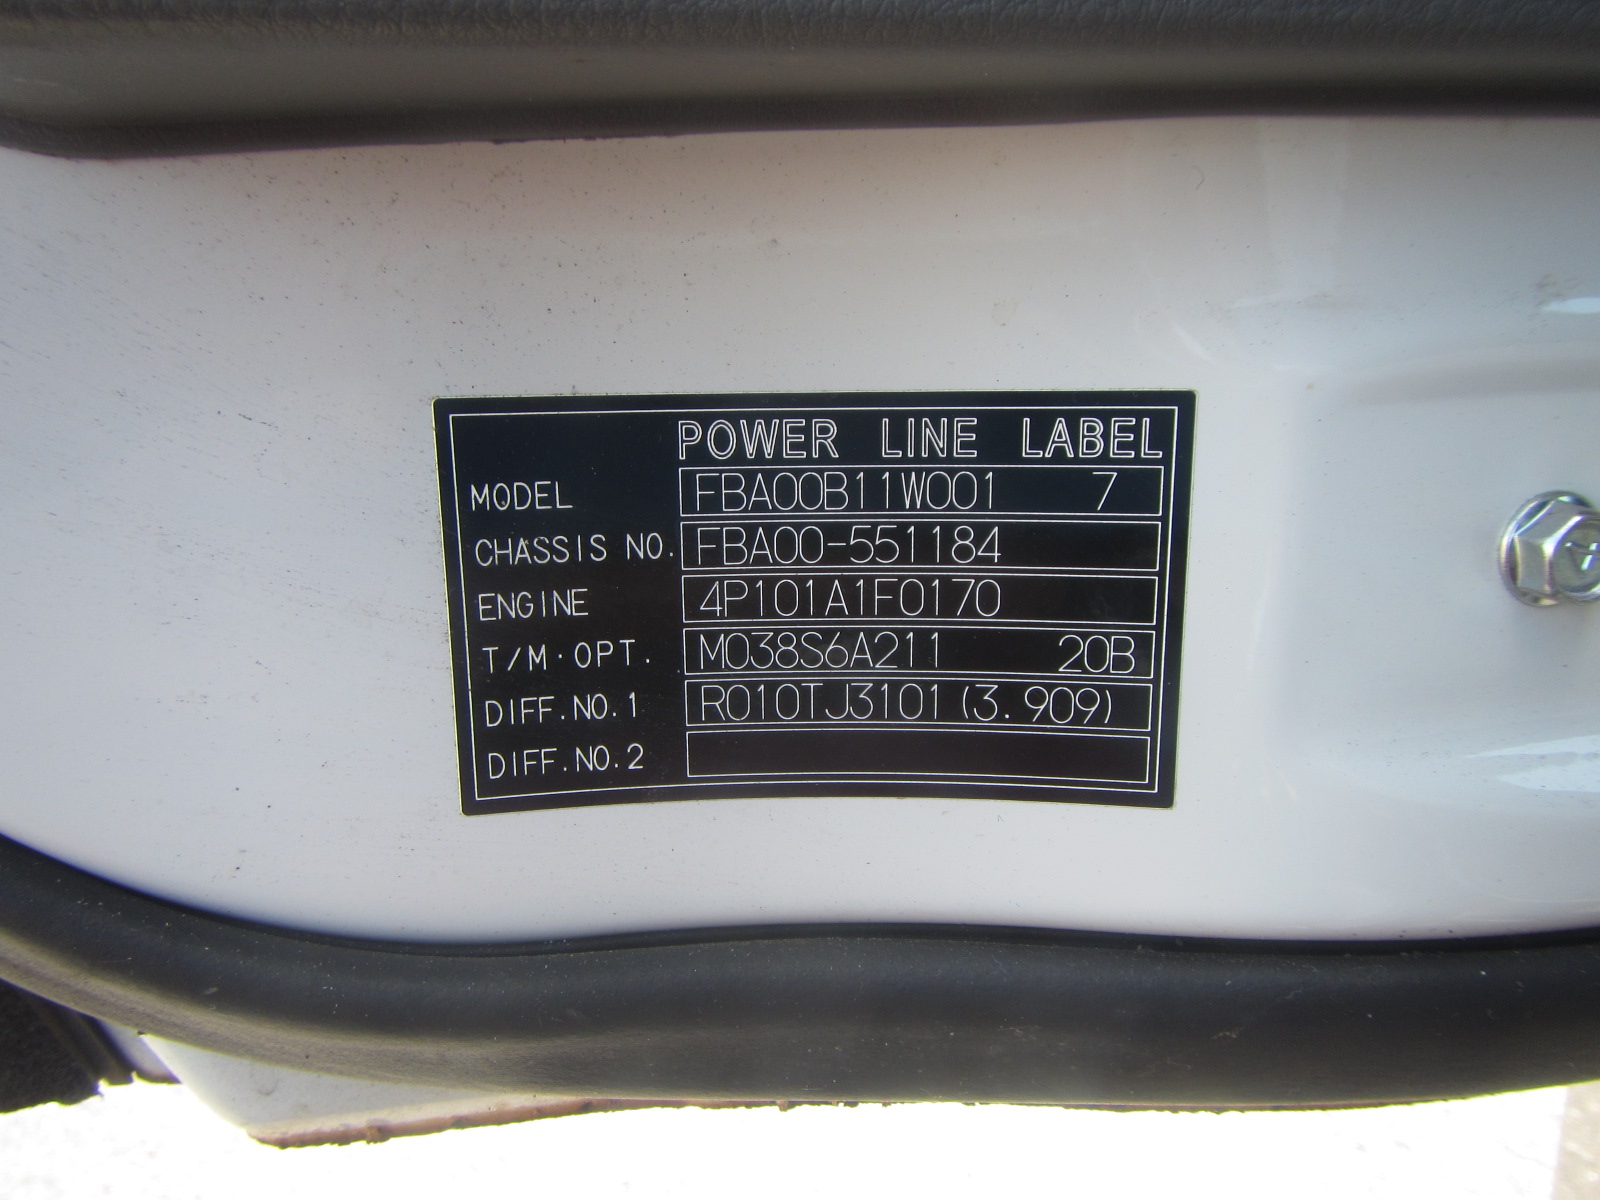 POWER LINE LABEL
MODEL FBA00B11W001 7
CHASSIS NO. FBA00-551184
ENGINE 4P101A1F0170
T/M·OPT. M038S6A211 20B
DIFF.NO.1 R010TJ3101(3.909)
DIFF.NO.2